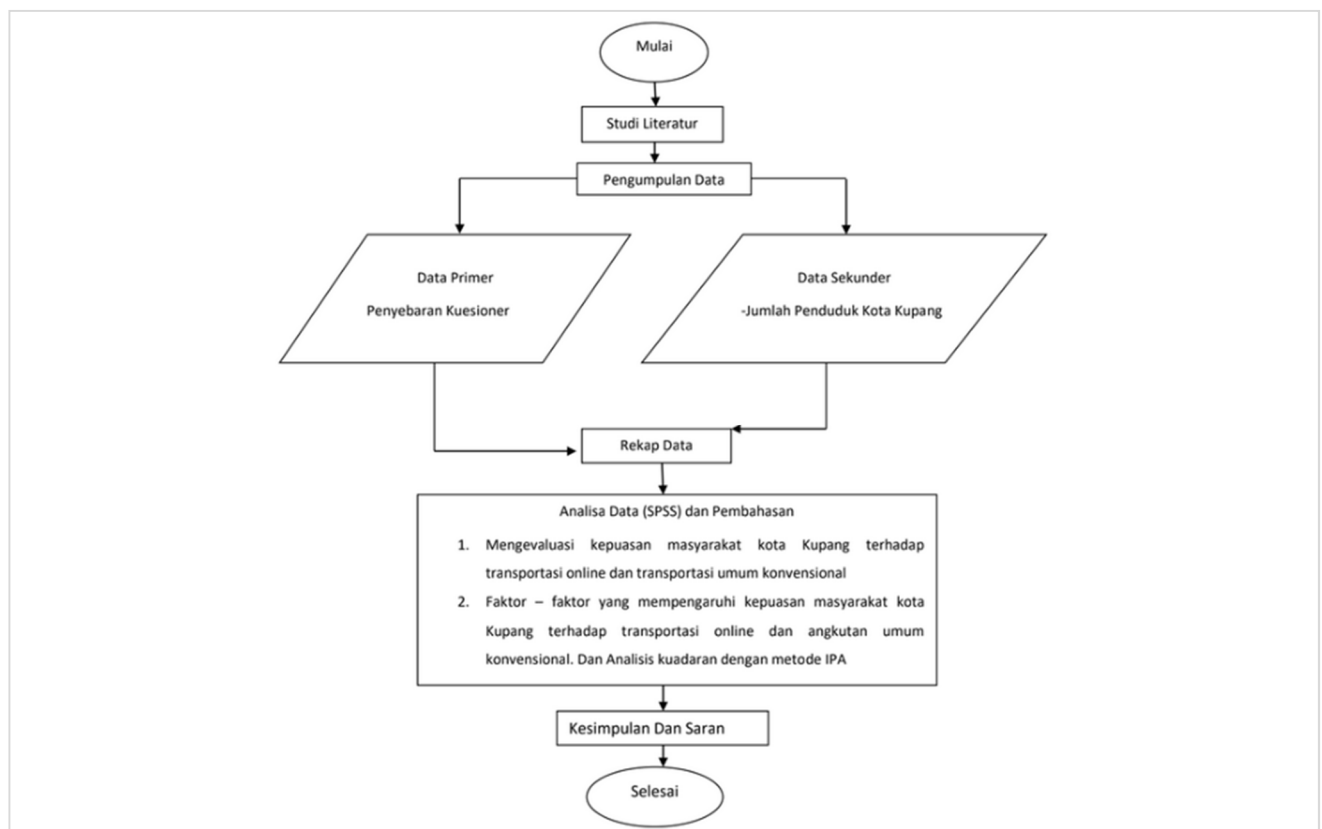 Mulai
Studi Literatur
Pengumpulan Data
Data Primer
Penyebaran Kuesioner
Data Sekunder
-Jumlah Penduduk Kota Kupang
Rekap Data
Analisa Data (SPSS) dan Pembahasan
1. Mengevaluasi kepuasan masyarakat kota Kupang terhadap
transportasi online dan transportasi umum konvensional
2. Faktor – faktor yang mempengaruhi kepuasan masyarakat kota
Kupang terhadap transportasi online dan angkutan umum
konvensional. Dan Analisis kuadaran dengan metode IPA
Kesimpulan Dan Saran
Selesai